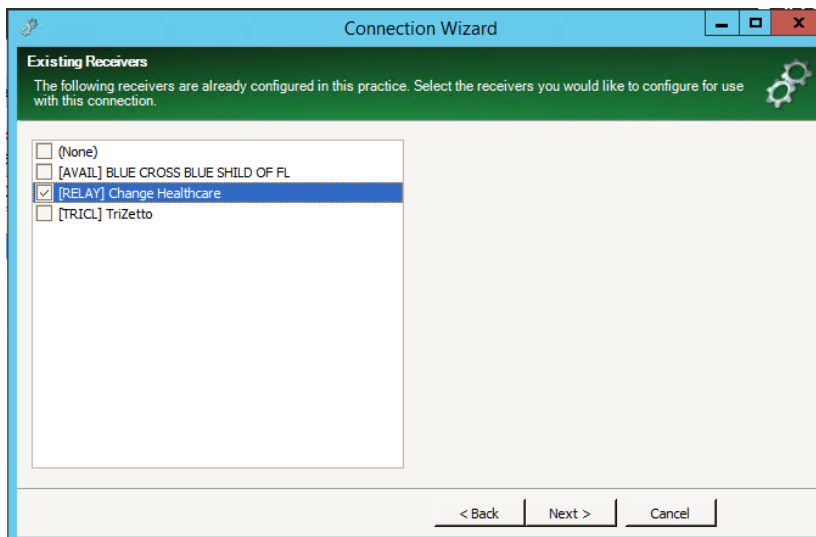 Connection Wizard
Existing Receivers
The following receivers are already configured in this practice. Select the receivers you would like to configure for use
with this connection.
(None)
[AVAIL] BLUE CROSS BLUE SHILD OF FL
[RELAY] Change Healthcare
[TRICL] TriZetto
< Back
Next >
Cancel